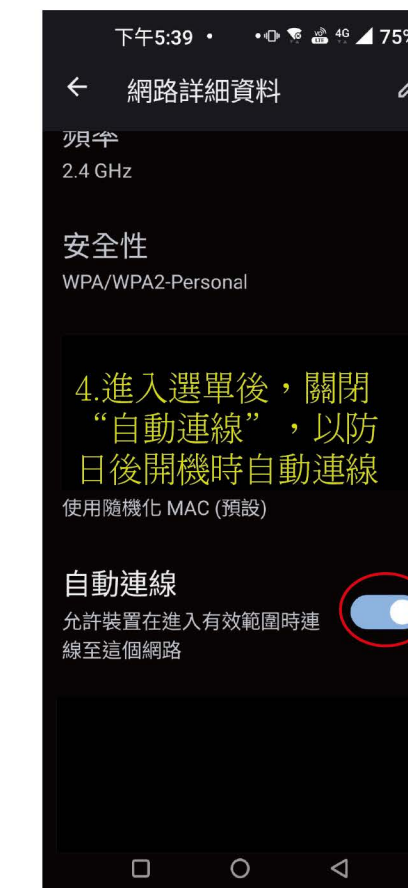 下午5:39 • • 4G 75%
網路詳細資料
頻率
2.4 GHz
安全性
WPA/WPA2-Personal
4.進入選單後，關閉
“自動連線”，以防
日後開機時自動連線
使用隨機化 MAC (預設)
自動連線
允許裝置在進入有效範圍時連
線至這個網路